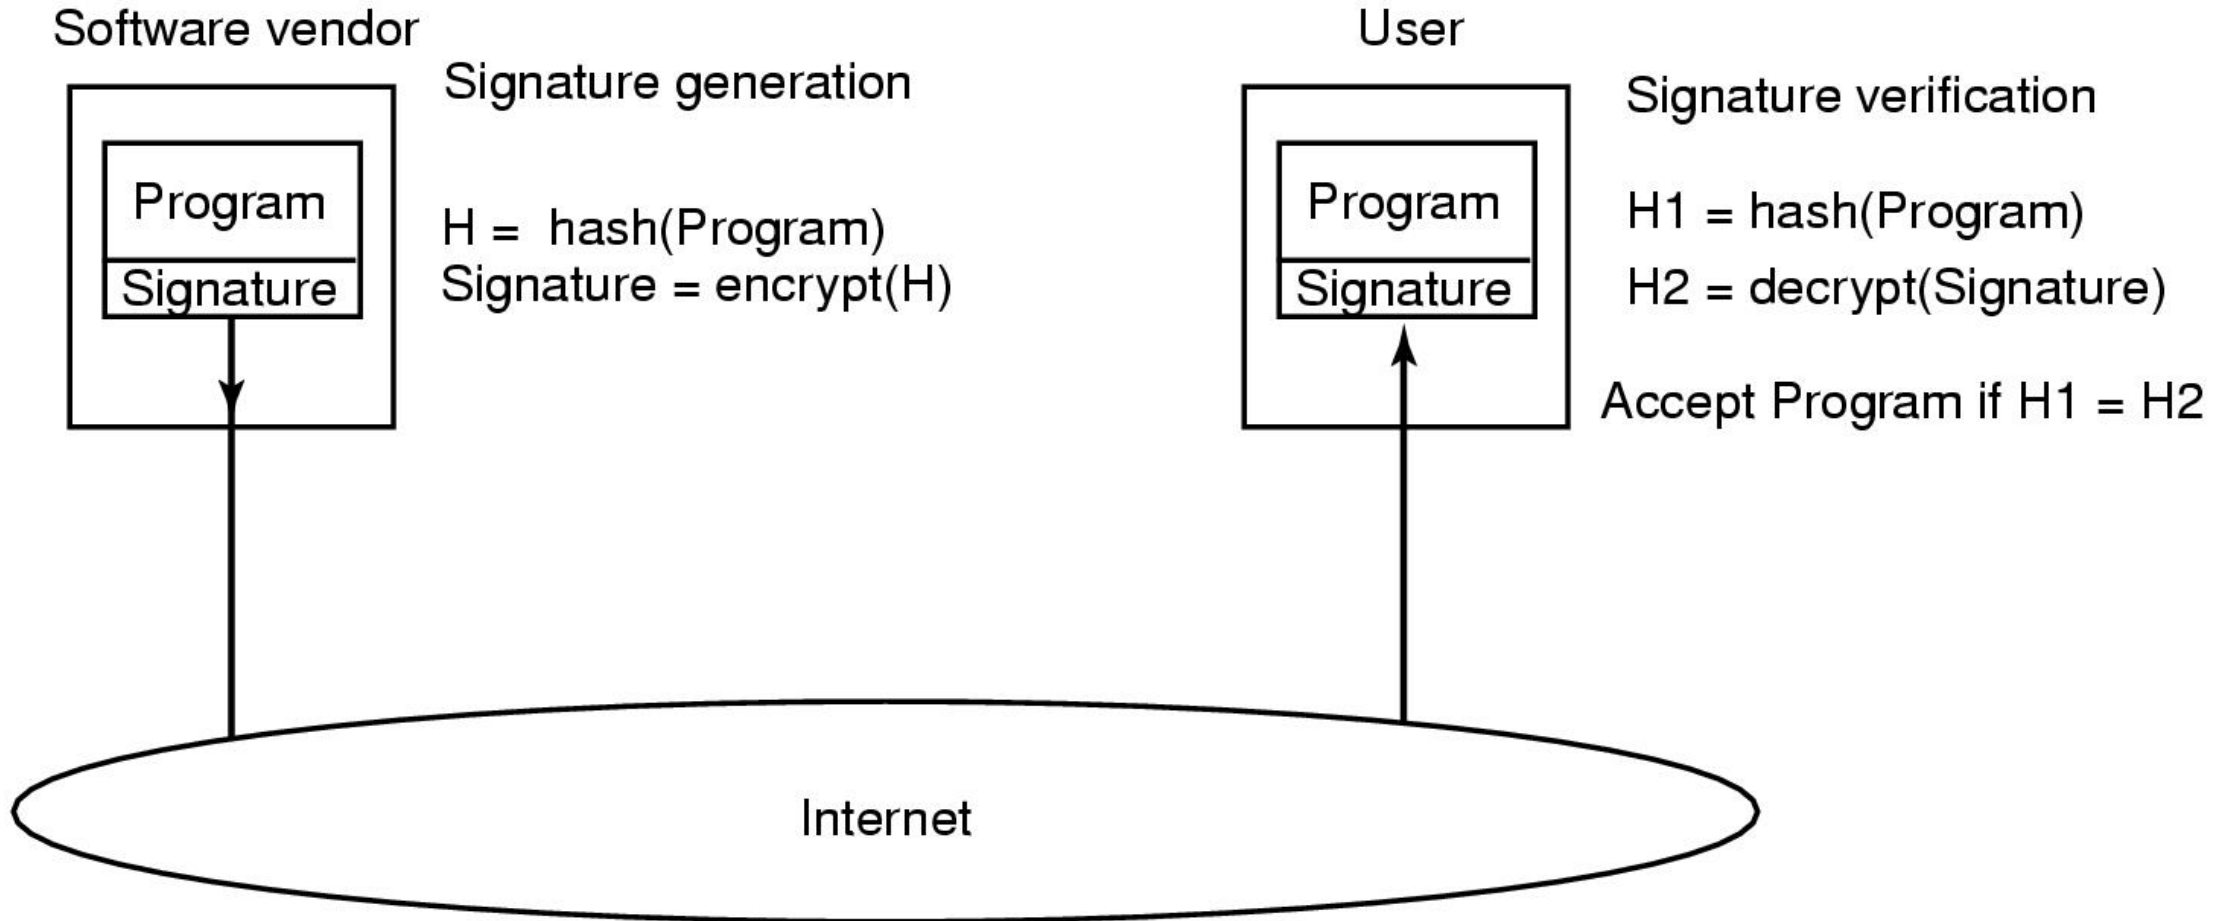 Software vendor
Signature generation
Program
Signature
H = hash(Program)
Signature = encrypt(H)
User
Signature verification
Program
Signature
H1 = hash(Program)
H2 = decrypt(Signature)
Accept Program if H1 = H2
Internet